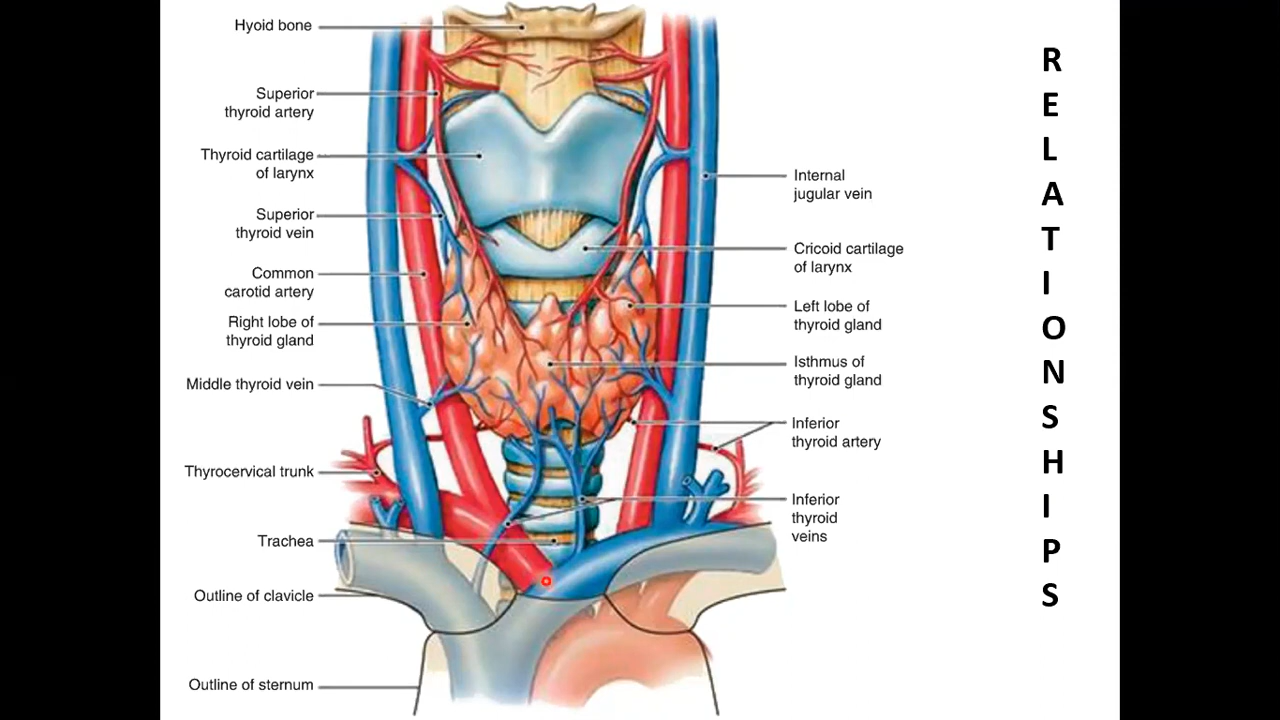 Hyoid bone
Superior
thyroid artery
Thyroid cartilage
of larynx
Superior
thyroid vein
Common
carotid artery
Right lobe of
thyroid gland
Middle thyroid vein
Thyrocervical trunk
Trachea
Outline of clavicle
Outline of sternum
Internal
jugular vein
Cricoid cartilage
of larynx
Left lobe of
thyroid gland
Isthmus of
thyroid gland
Inferior
thyroid artery
Inferior
thyroid
veins
R
E
L
A
T
I
O
N
S
H
I
P
S